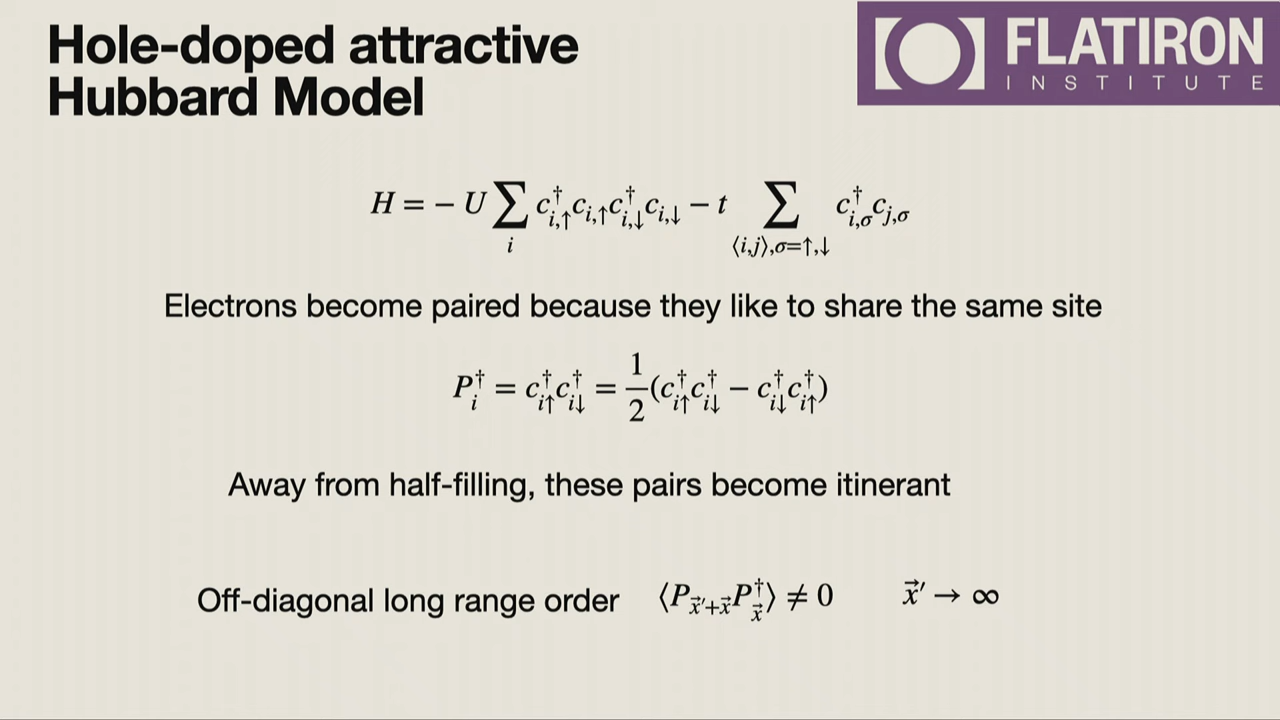 Hole-doped attractive
Hubbard Model
FLATIRON
INSTITUTE
H = − U ∑_i c†_{i,↑} c_{i,↑} c†_{i,↓} c_{i,↓} − t ∑_{⟨i,j⟩,σ=↑,↓} c†_{i,σ} c_{j,σ}
Electrons become paired because they like to share the same site
P†_i = c†_{i↑} c†_{i↓} = 1/2 (c†_{i↑} c†_{i↓} − c†_{i↓} c†_{i↑})
Away from half-filling, these pairs become itinerant
Off-diagonal long range order ⟨P_{x⃗′+x⃗} P†_{x⃗}⟩ ≠ 0 x⃗′ → ∞